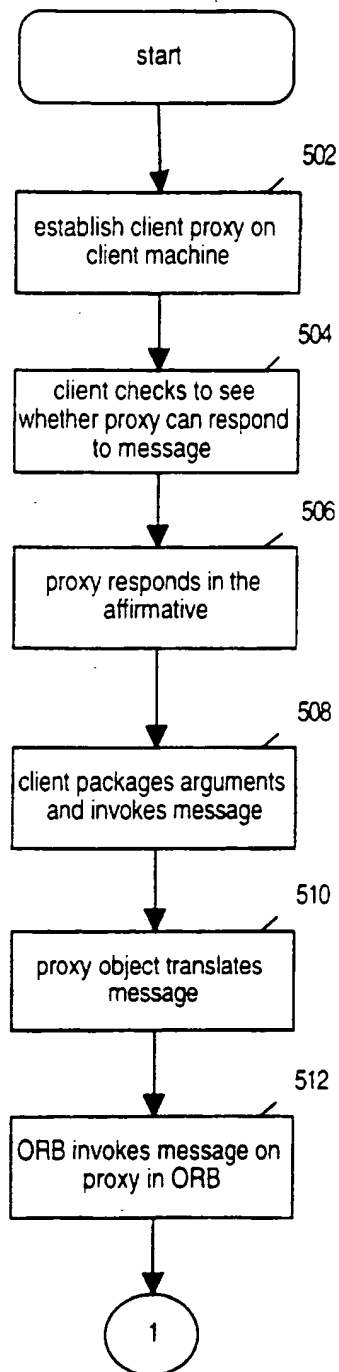 start
502
establish client proxy on
client machine
504
client checks to see
whether proxy can respond
to message
506
proxy responds in the
affirmative
508
client packages arguments
and invokes message
510
proxy object translates
message
512
ORB invokes message on
proxy in ORB
1